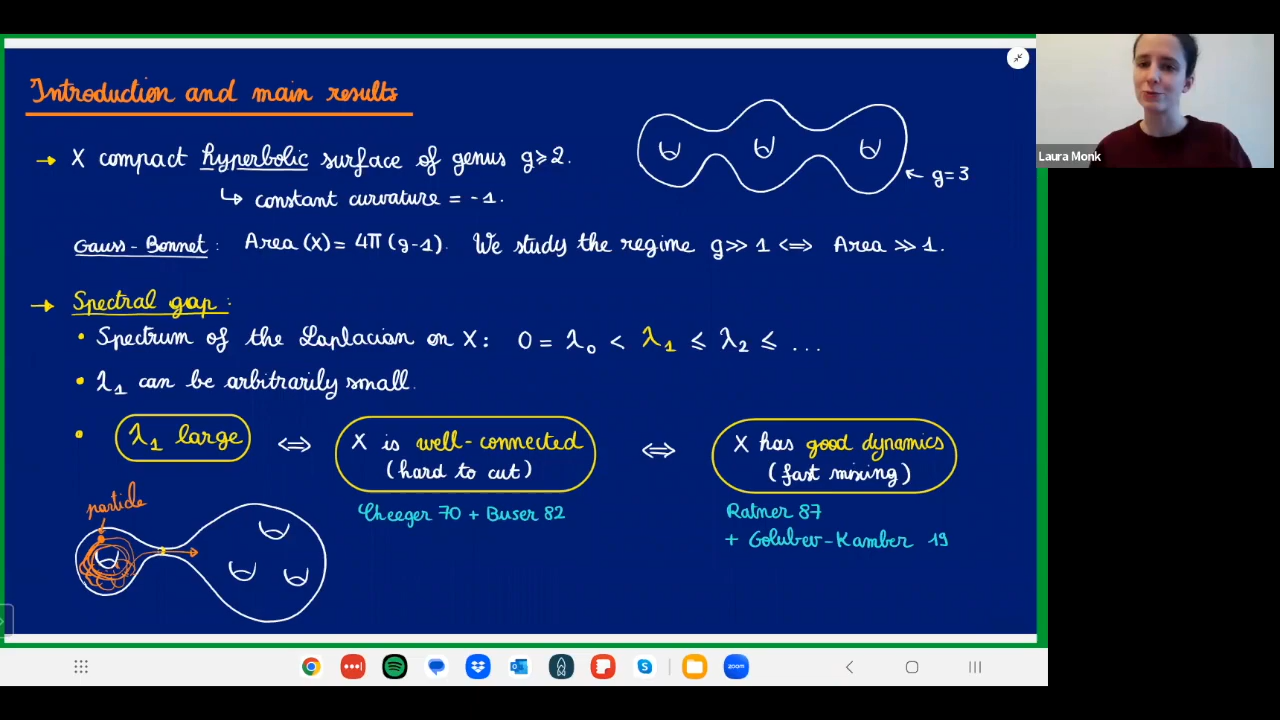 Introduction and main results
→ X compact hyperbolic surface of genus g ≥ 2.
↳ constant curvature = -1.
← g = 3
Laura Monk
Gauss-Bonnet: Area (X) = 4π (g-1). We study the regime g >> 1 <=> Area >> 1.
→ Spectral gap:
• Spectrum of the Laplacian on X: 0 = λ₀ < λ₁ ≤ λ₂ ≤ ...
• λ₁ can be arbitrarily small.
• λ₁ large <=> X is well-connected (hard to cut) <=> X has good dynamics (fast mixing)
Cheeger 70 + Buser 82
Ratner 87
+ Golubev-Kamber 19
particle
zoom